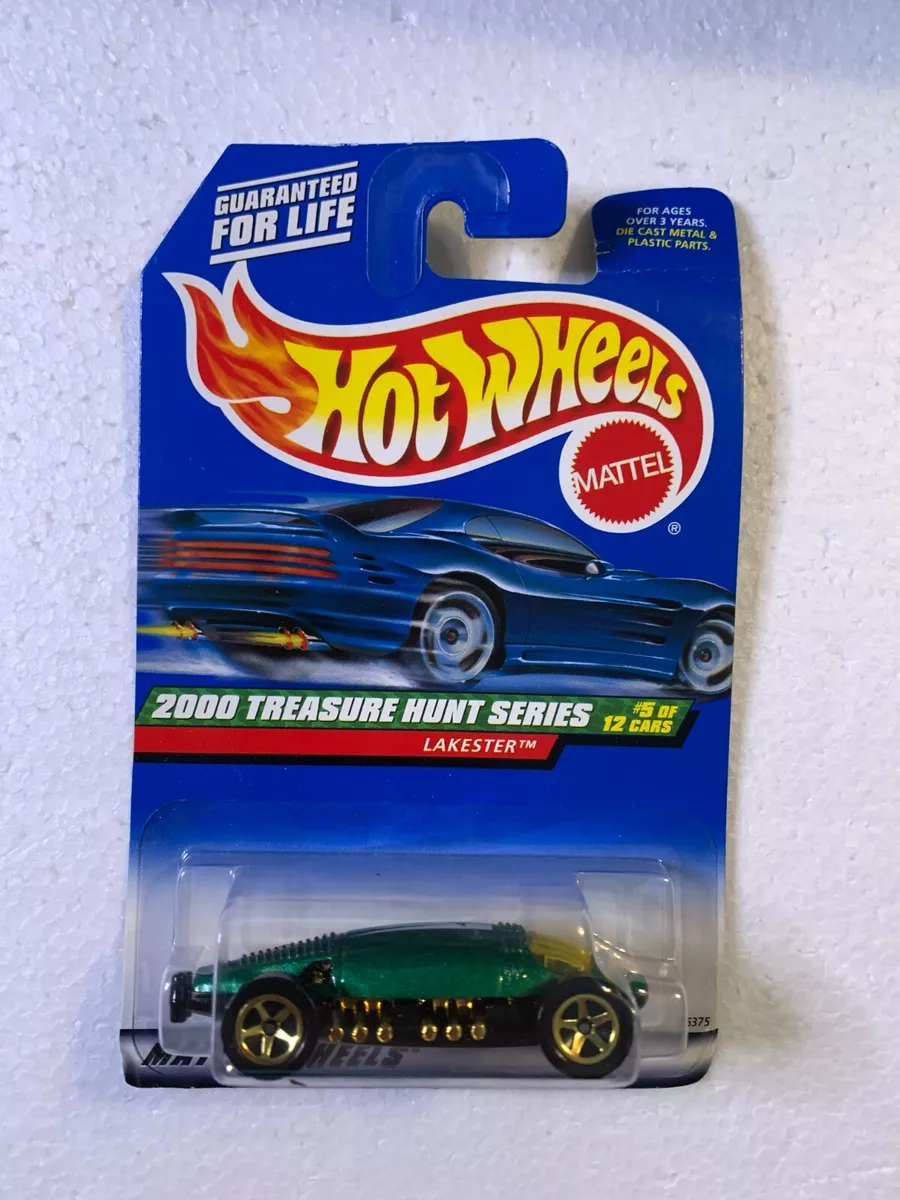 GUARANTEED
FOR LIFE
FOR AGES
OVER 3 YEARS.
DIE CAST METAL &
PLASTIC PARTS.
HOT WHEELS
MATTEL
®
2000 TREASURE HUNT SERIES
#5 OF
12 CARS
LAKESTER™
5375
WHEELS